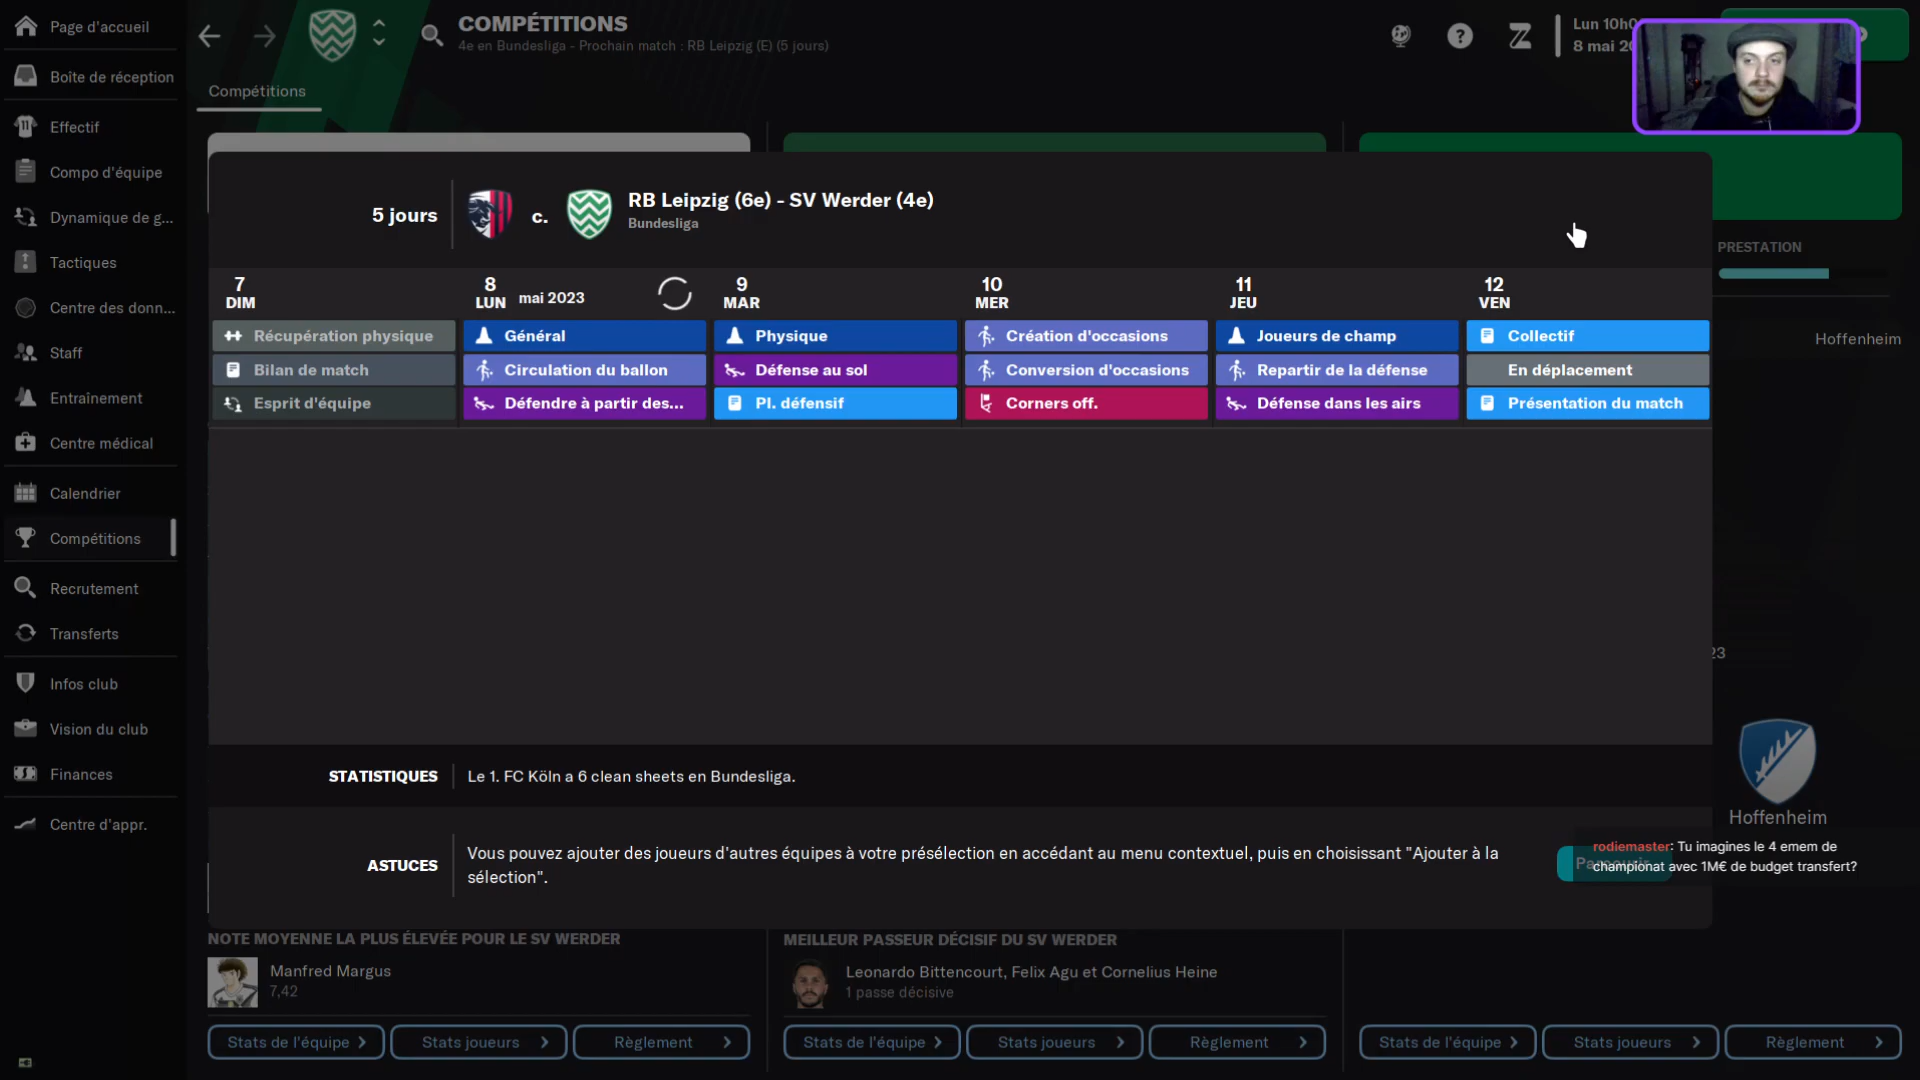 Page d'accueil
Boîte de réception
Effectif
Compo d'équipe
Dynamique de g...
Tactiques
Centre des donn...
Staff
Entraînement
Centre médical
Calendrier
Compétitions
Recrutement
Transferts
Infos club
Vision du club
Finances
Centre d'appr.
COMPÉTITIONS
4e en Bundesliga - Prochain match : RB Leipzig (E) (5 jours)
Lun 10h0
8 mai 20
Compétitions
5 jours
c.
RB Leipzig (6e) - SV Werder (4e)
Bundesliga
7
DIM
8
LUN mai 2023
9
MAR
10
MER
11
JEU
12
VEN
Récupération physique
Général
Physique
Création d'occasions
Joueurs de champ
Collectif
Bilan de match
Circulation du ballon
Défense au sol
Conversion d'occasions
Repartir de la défense
En déplacement
Esprit d'équipe
Défendre à partir des...
Pl. défensif
Corners off.
Défense dans les airs
Présentation du match
PRESTATION
Hoffenheim
23
Hoffenheim
STATISTIQUES
Le 1. FC Köln a 6 clean sheets en Bundesliga.
ASTUCES
Vous pouvez ajouter des joueurs d'autres équipes à votre présélection en accédant au menu contextuel, puis en choisissant "Ajouter à la
sélection".
rodiemaster: Tu imagines le 4 emem de
championat avec 1M€ de budget transfert?
NOTE MOYENNE LA PLUS ÉLEVÉE POUR LE SV WERDER
Manfred Margus
7,42
MEILLEUR PASSEUR DÉCISIF DU SV WERDER
Leonardo Bittencourt, Felix Agu et Cornelius Heine
1 passe décisive
Stats de l'équipe
Stats joueurs
Règlement
Stats de l'équipe
Stats joueurs
Règlement
Stats de l'équipe
Stats joueurs
Règlement